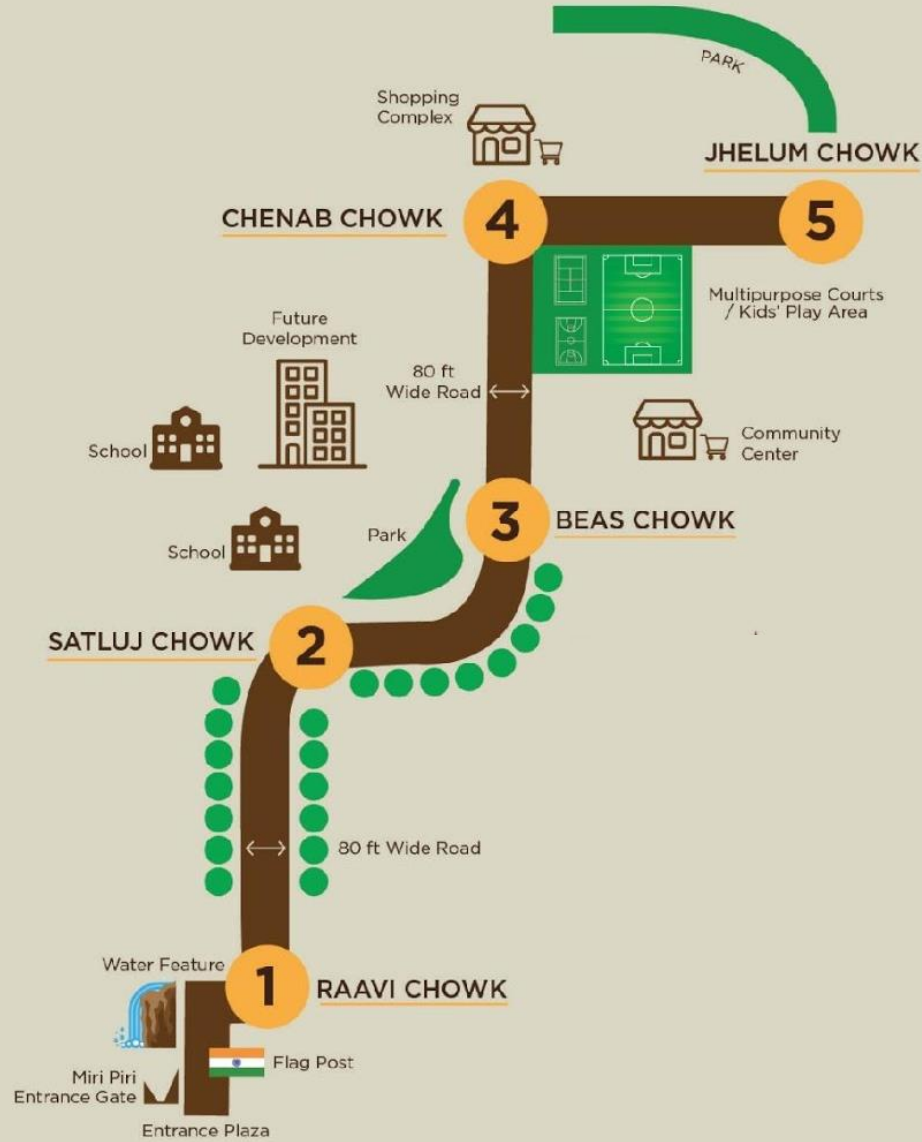 PARK
Shopping
Complex
JHELUM CHOWK
CHENAB CHOWK
4
5
Multipurpose Courts
/ Kids' Play Area
Future
Development
80 ft
Wide Road
School
Community
Center
3
BEAS CHOWK
Park
School
SATLUJ CHOWK
2
80 ft Wide Road
Water Feature
1
RAAVI CHOWK
Flag Post
Miri Piri
Entrance Gate
Entrance Plaza